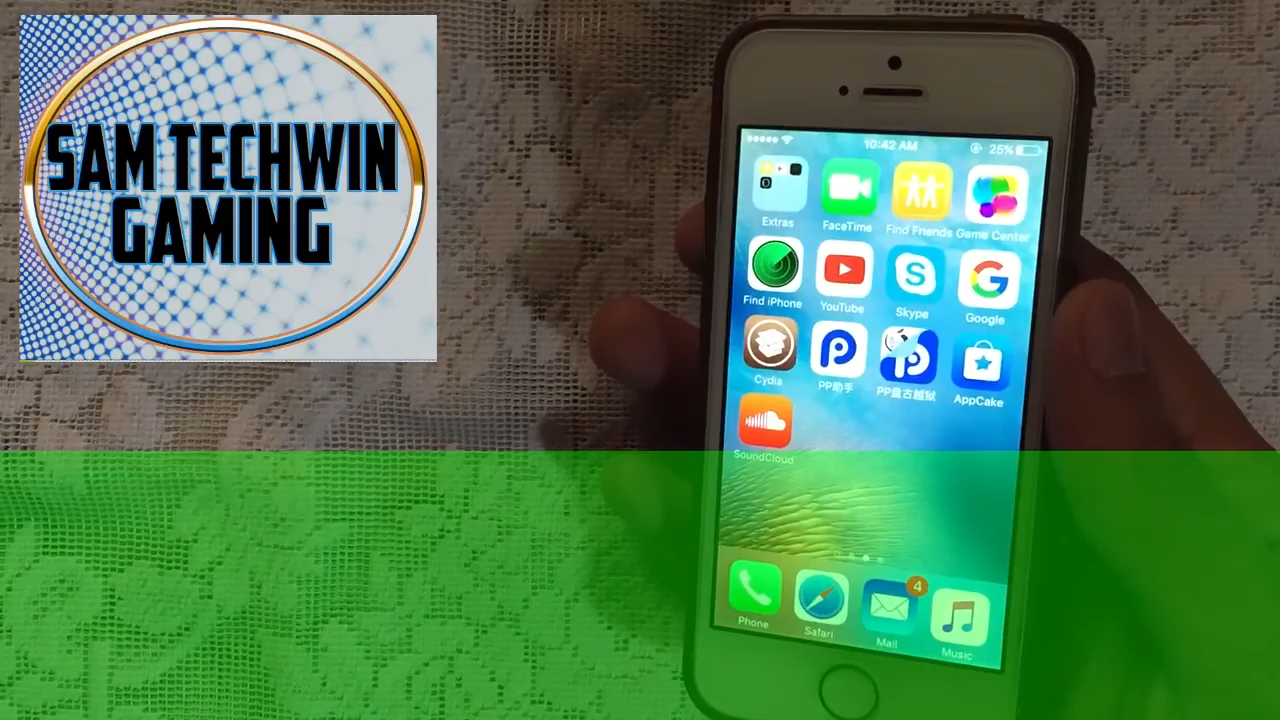 SAM TECHWIN
GAMING
10:42 AM
25%
Extras
FaceTime
Find Friends
Game Center
Find iPhone
YouTube
Skype
Google
Cydia
PP助手
PP盘古越狱
AppCake
SoundCloud
4
Phone
Safari
Mail
Music